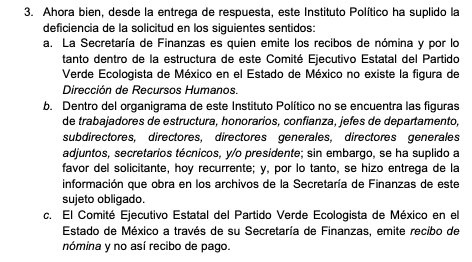 3. Ahora bien, desde la entrega de respuesta, este Instituto Político ha suplido la
deficiencia de la solicitud en los siguientes sentidos:
a. La Secretaría de Finanzas es quien emite los recibos de nómina y por lo
tanto dentro de la estructura de este Comité Ejecutivo Estatal del Partido
Verde Ecologista de México en el Estado de México no existe la figura de
Dirección de Recursos Humanos.
b. Dentro del organigrama de este Instituto Político no se encuentra las figuras
de trabajadores de estructura, honorarios, confianza, jefes de departamento,
subdirectores, directores, directores generales, directores generales
adjuntos, secretarios técnicos, y/o presidente; sin embargo, se ha suplido a
favor del solicitante, hoy recurrente; y, por lo tanto, se hizo entrega de la
información que obra en los archivos de la Secretaría de Finanzas de este
sujeto obligado.
c. El Comité Ejecutivo Estatal del Partido Verde Ecologista de México en el
Estado de México a través de su Secretaría de Finanzas, emite recibo de
nómina y no así recibo de pago.